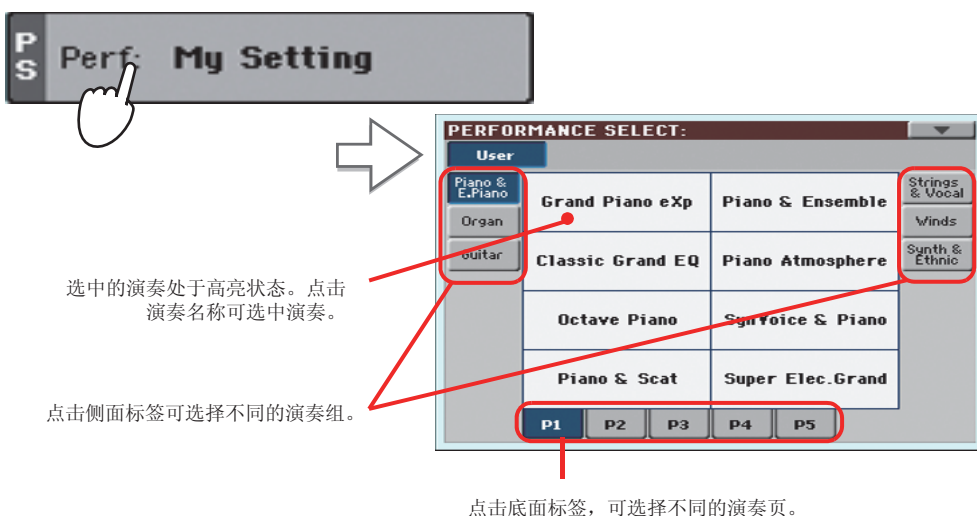 PS
Perf: My Setting
PERFORMANCE SELECT:
User
Piano &
E.Piano
Organ
Guitar
Grand Piano eXp
Piano & Ensemble
Classic Grand EQ
Piano Atmosphere
Octave Piano
SynVoice & Piano
Piano & Scat
Super Elec.Grand
Strings
& Vocal
Winds
Synth &
Ethnic
P1 P2 P3 P4 P5
选中的演奏处于高亮状态。点击
演奏名称可选中演奏。
点击侧面标签可选择不同的演奏组。
点击底面标签，可选择不同的演奏页。